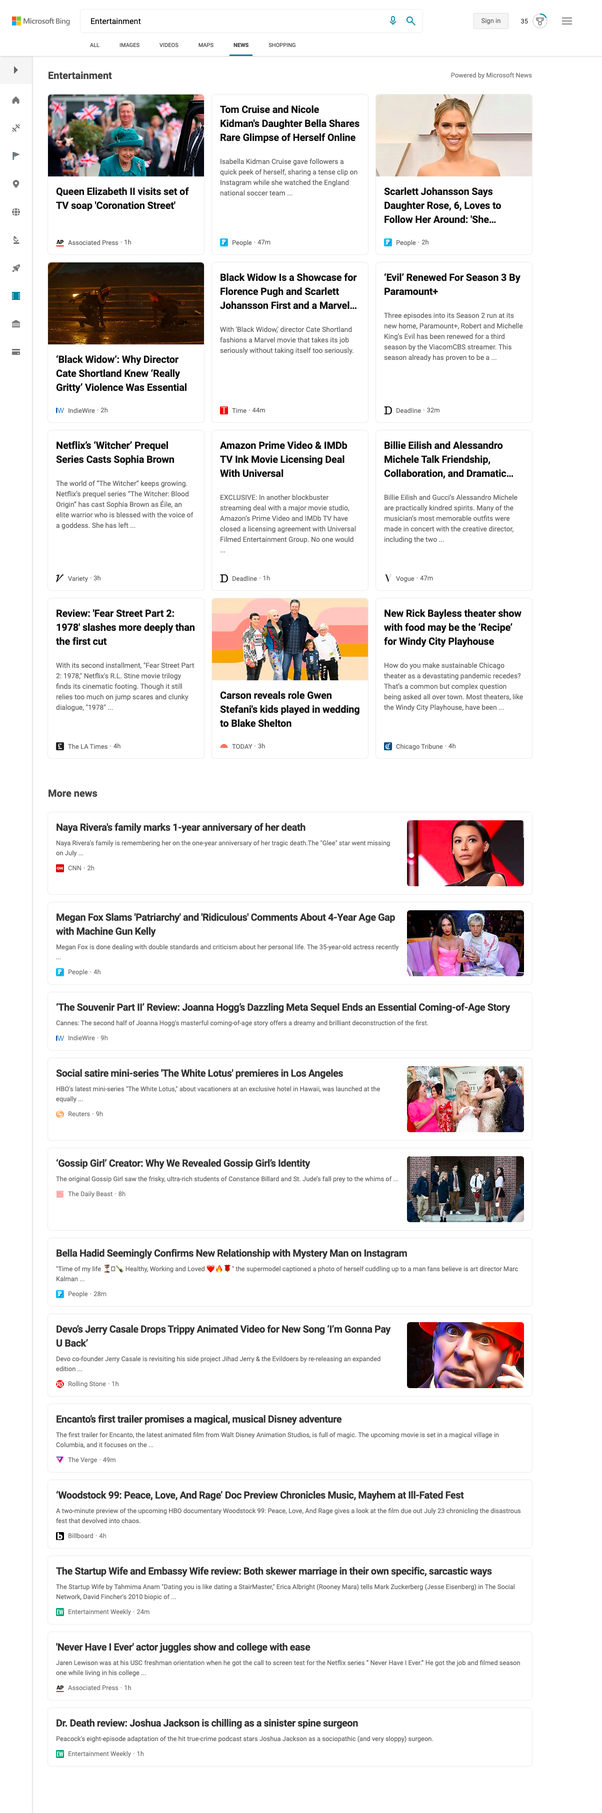 Microsoft Bing
Entertainment
Sign in
35
ALL
IMAGES
VIDEOS
MAPS
NEWS
SHOPPING
Entertainment
Powered by Microsoft News
Queen Elizabeth II visits set of
TV soap 'Coronation Street'
AP Associated Press · 1h
Tom Cruise and Nicole
Kidman's Daughter Bella Shares
Rare Glimpse of Herself Online
Isabella Kidman Cruise gave followers a
quick peek of herself, sharing a tense clip on
Instagram while she watched the England
national soccer team ...
People · 47m
Scarlett Johansson Says
Daughter Rose, 6, Loves to
Follow Her Around: 'She...
People · 2h
'Black Widow': Why Director
Cate Shortland Knew 'Really
Gritty' Violence Was Essential
IW IndieWire · 2h
Black Widow Is a Showcase for
Florence Pugh and Scarlett
Johansson First and a Marvel...
With 'Black Widow,' director Cate Shortland
fashions a Marvel movie that takes its job
seriously without taking itself too seriously.
Time · 44m
'Evil' Renewed For Season 3 By
Paramount+
Three episodes into its Season 2 run at its
new home, Paramount+, Robert and Michelle
King's Evil has been renewed for a third
season by the ViacomCBS streamer. This
season already has proven to be a ...
Deadline · 32m
Netflix's 'Witcher' Prequel
Series Casts Sophia Brown
The world of "The Witcher" keeps growing.
Netflix's prequel series "The Witcher: Blood
Origin" has cast Sophia Brown as Éile, an
elite warrior who is blessed with the voice of
a goddess. She has left ...
Variety · 3h
Amazon Prime Video & IMDb
TV Ink Movie Licensing Deal
With Universal
EXCLUSIVE: In another blockbuster
streaming deal with a major movie studio,
Amazon's Prime Video and IMDb TV have
closed a licensing agreement with Universal
Filmed Entertainment Group. No one would
...
Deadline · 1h
Billie Eilish and Alessandro
Michele Talk Friendship,
Collaboration, and Dramatic...
Billie Eilish and Gucci's Alessandro Michele
are practically kindred spirits. Many of the
musician's most memorable outfits were
made in concert with the creative director,
including the two ...
Vogue · 47m
Review: 'Fear Street Part 2:
1978' slashes more deeply than
the first cut
With its second installment, "Fear Street Part
2: 1978," Netflix's R.L. Stine movie trilogy
finds its cinematic footing. Though it still
relies too much on jump scares and clunky
dialogue, "1978" ...
The LA Times · 4h
Carson reveals role Gwen
Stefani's kids played in wedding
to Blake Shelton
TODAY · 3h
New Rick Bayless theater show
with food may be the 'Recipe'
for Windy City Playhouse
How do you make sustainable Chicago
theater as a devastating pandemic recedes?
That's a common but complex question
being asked all over town. Most theaters, like
the Windy City Playhouse, have been ...
Chicago Tribune · 4h
More news
Naya Rivera's family marks 1-year anniversary of her death
Naya Rivera's family is remembering her on the one-year anniversary of her tragic death.The "Glee" star went missing
on July ...
CNN CNN · 2h
Megan Fox Slams 'Patriarchy' and 'Ridiculous' Comments About 4-Year Age Gap
with Machine Gun Kelly
Megan Fox is done dealing with double standards and criticism about her personal life. The 35-year-old actress recently
...
People · 4h
'The Souvenir Part II' Review: Joanna Hogg's Dazzling Meta Sequel Ends an Essential Coming-of-Age Story
Cannes: The second half of Joanna Hogg's masterful coming-of-age story offers a dreamy and brilliant deconstruction of the first.
IW IndieWire · 9h
Social satire mini-series 'The White Lotus' premieres in Los Angeles
HBO's latest mini-series "The White Lotus," about vacationers at an exclusive hotel in Hawaii, was launched at the
equally ...
Reuters · 9h
'Gossip Girl' Creator: Why We Revealed Gossip Girl's Identity
The original Gossip Girl saw the frisky, ultra-rich students of Constance Billard and St. Jude's fall prey to the whims of ...
The Daily Beast · 8h
Bella Hadid Seemingly Confirms New Relationship with Mystery Man on Instagram
"Time of my life Healthy, Working and Loved ❤️🔥🌹" the supermodel captioned a photo of herself cuddling up to a man fans believe is art director Marc
Kalman ...
People · 28m
Devo's Jerry Casale Drops Trippy Animated Video for New Song 'I'm Gonna Pay
U Back'
Devo co-founder Jerry Casale is revisiting his side project Jihad Jerry & the Evildoers by re-releasing an expanded
edition ...
Rolling Stone · 1h
Encanto's first trailer promises a magical, musical Disney adventure
The first trailer for Encanto, the latest animated film from Walt Disney Animation Studios, is full of magic. The upcoming movie is set in a magical village in
Columbia, and it focuses on the ...
The Verge · 49m
'Woodstock 99: Peace, Love, And Rage' Doc Preview Chronicles Music, Mayhem at Ill-Fated Fest
A two-minute preview of the upcoming HBO documentary Woodstock 99: Peace, Love, And Rage gives a look at the film due out July 23 chronicling the disastrous
fest that devolved into chaos.
Billboard · 4h
The Startup Wife and Embassy Wife review: Both skewer marriage in their own specific, sarcastic ways
The Startup Wife by Tahmima Anam "Dating you is like dating a StairMaster," Erica Albright (Rooney Mara) tells Mark Zuckerberg (Jesse Eisenberg) in The Social
Network, David Fincher's 2010 biopic of ...
Entertainment Weekly · 24m
'Never Have I Ever' actor juggles show and college with ease
Jaren Lewison was at his USC freshman orientation when he got the call to screen test for the Netflix series " Never Have I Ever." He got the job and filmed season
one while living in his college ...
AP Associated Press · 1h
Dr. Death review: Joshua Jackson is chilling as a sinister spine surgeon
Peacock's eight-episode adaptation of the hit true-crime podcast stars Joshua Jackson as a sociopathic (and very sloppy) surgeon.
Entertainment Weekly · 1h